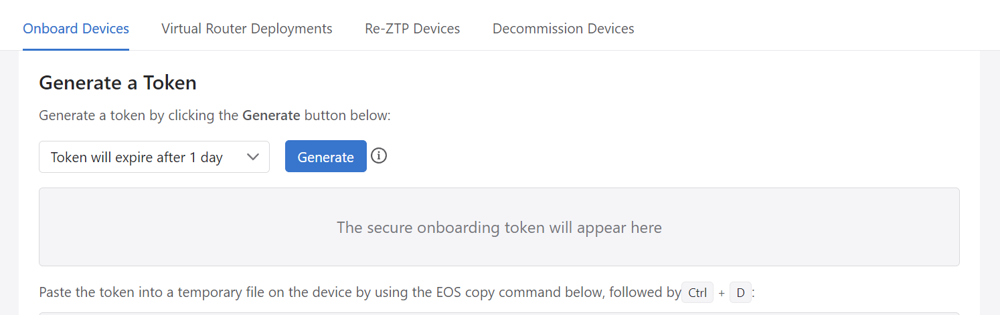 Onboard Devices Virtual Router Deployments Re-ZTP Devices Decommission Devices
Generate a Token
Generate a token by clicking the Generate button below:
Token will expire after 1 day Generate
The secure onboarding token will appear here
Paste the token into a temporary file on the device by using the EOS copy command below, followed by Ctrl + D: